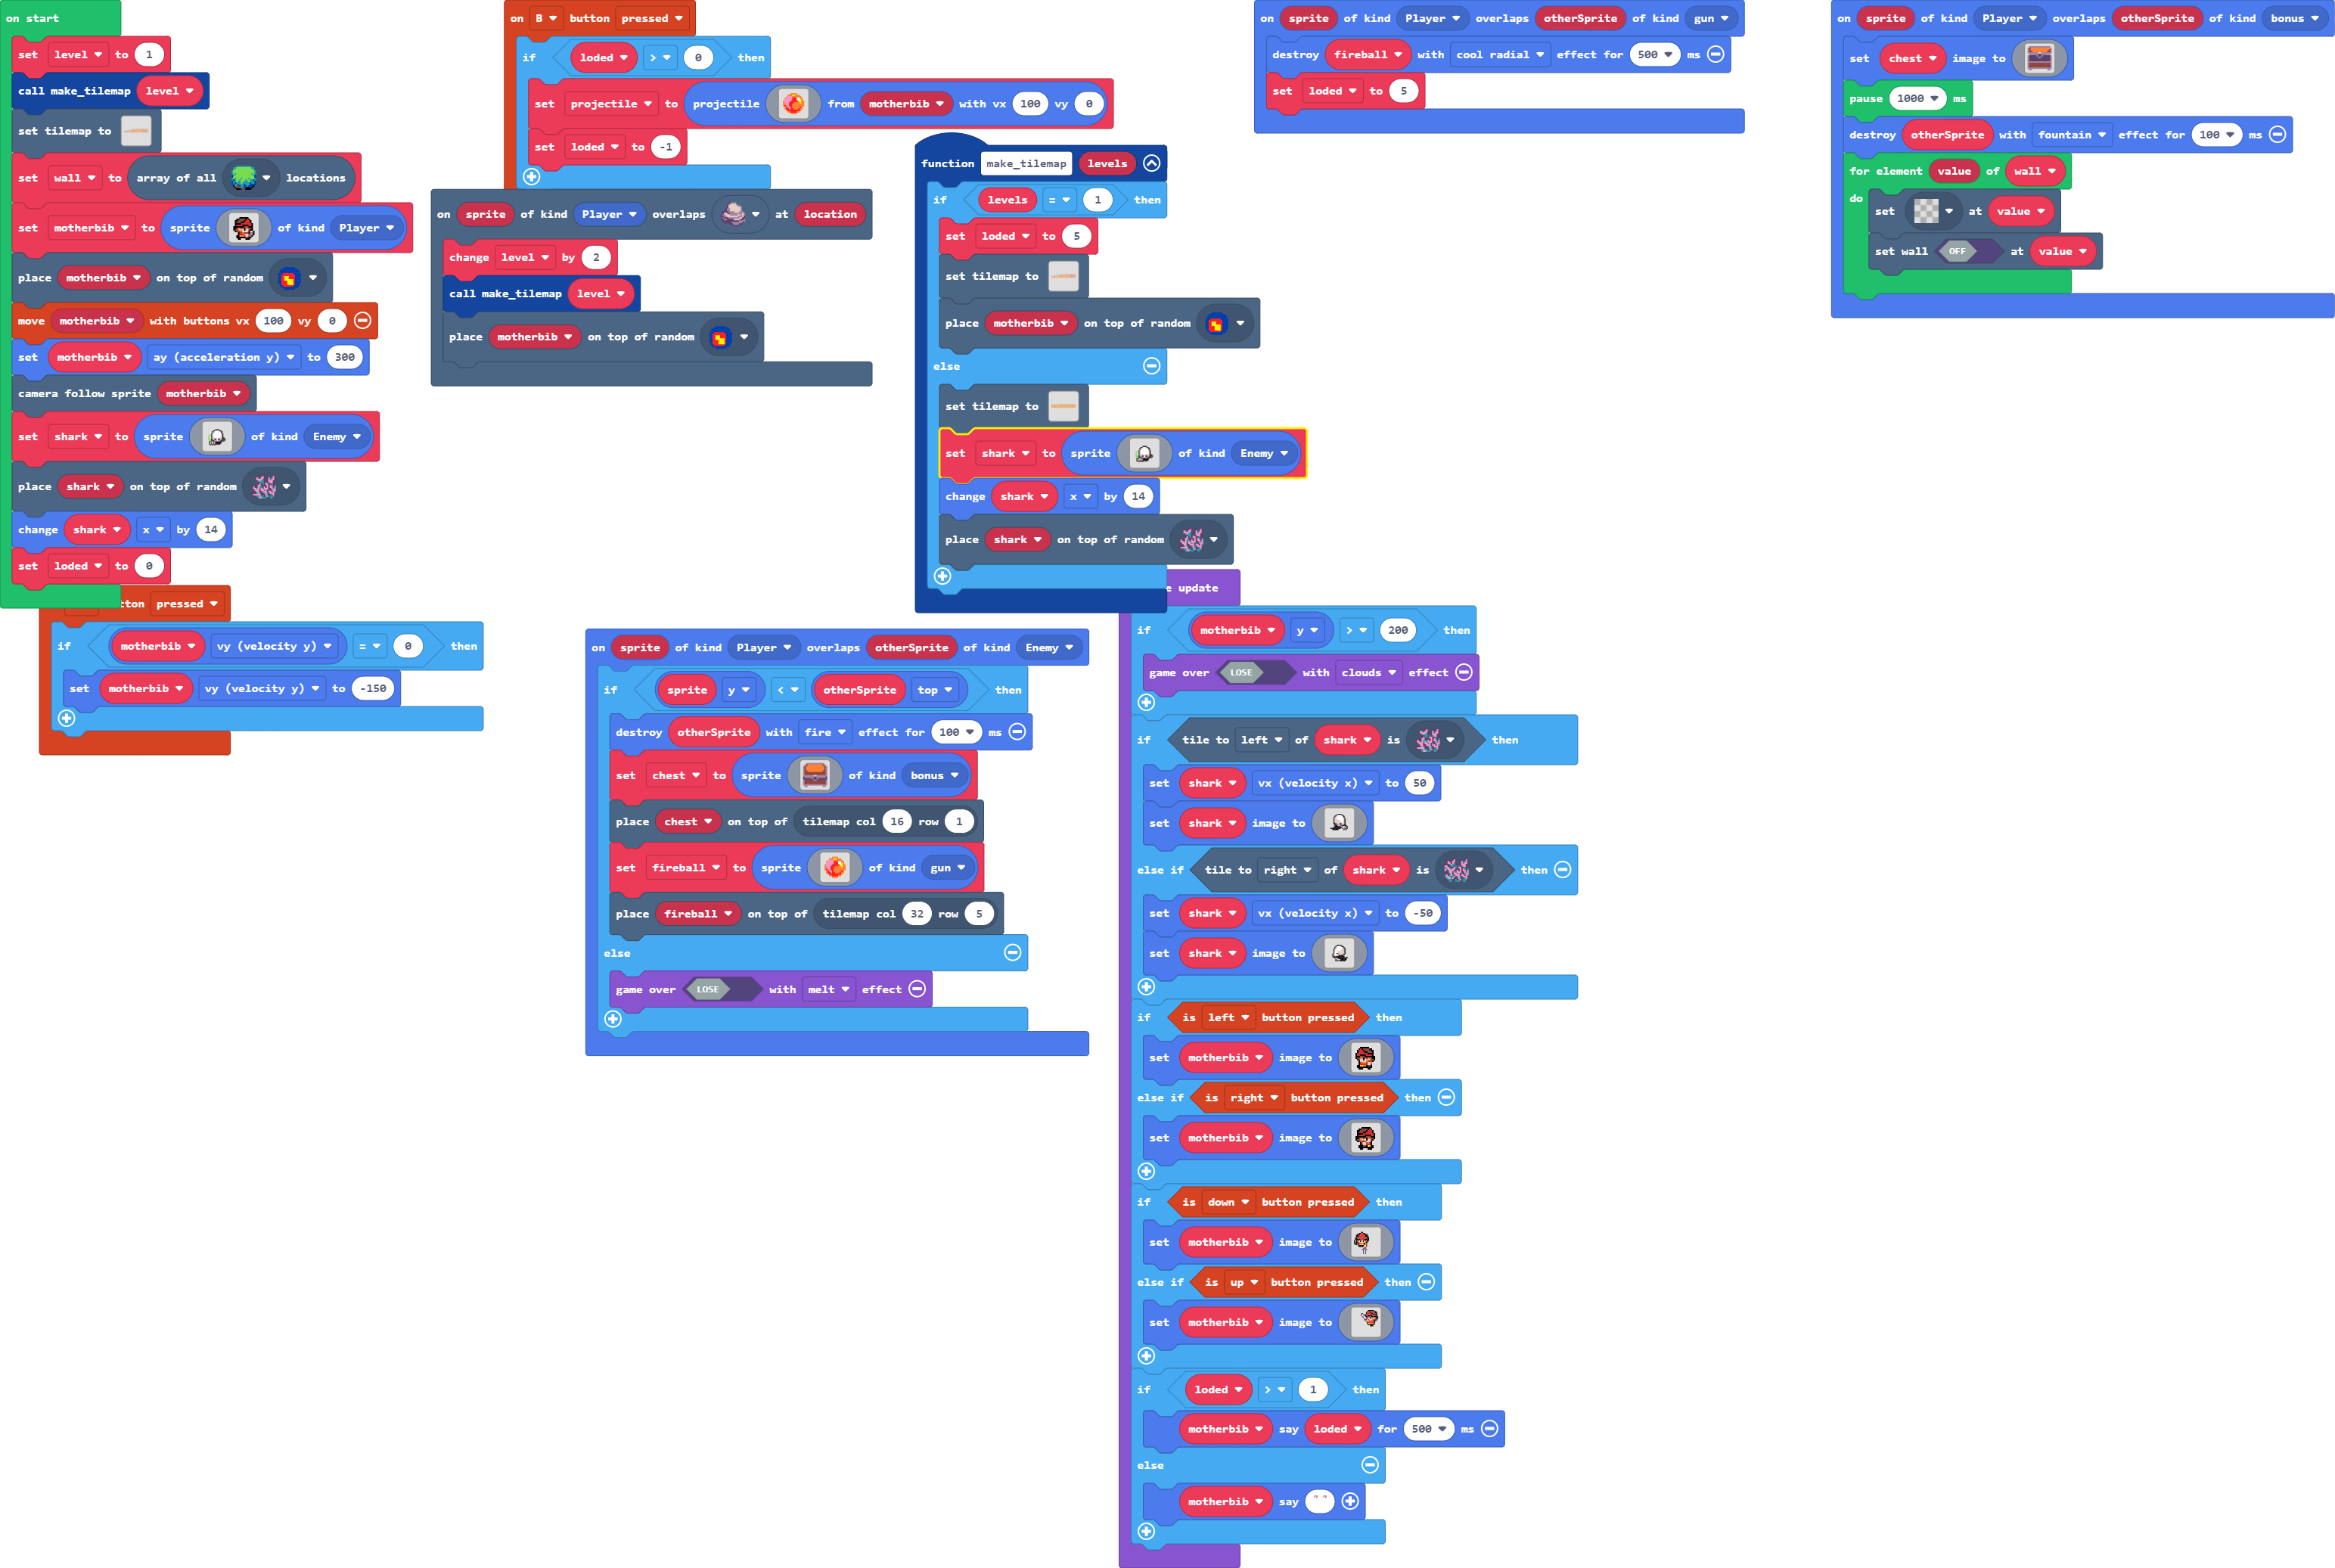 on start
set level to 1
call make_tilemap level
set tilemap to
set wall to array of all locations
set motherbib to sprite of kind Player
place motherbib on top of random
move motherbib with buttons vx 100 vy 0
set motherbib ay (acceleration y) to 300
camera follow sprite motherbib
set shark to sprite of kind Enemy
place shark on top of random
change shark x by 14
set loded to 0
pressed
if motherbib vy (velocity y) = 0 then
set motherbib vy (velocity y) to -150
on B button pressed
if loded > 0 then
set projectile to projectile from motherbib with vx 100 vy 0
set loded to -1
on sprite of kind Player overlaps at location
change level by 2
call make_tilemap level
place motherbib on top of random
function make_tilemap levels
if levels = 1 then
set loded to 5
set tilemap to
place motherbib on top of random
else
set tilemap to
set shark to sprite of kind Enemy
change shark x by 14
place shark on top of random
on sprite of kind Player overlaps otherSprite of kind Enemy
if sprite y < otherSprite top then
destroy otherSprite with fire effect for 100 ms
set chest to sprite of kind bonus
place chest on top of tilemap col 16 row 1
set fireball to sprite of kind gun
place fireball on top of tilemap col 32 row 5
else
game over LOSE with melt effect
on sprite of kind Player overlaps otherSprite of kind gun
destroy fireball with cool radial effect for 500 ms
set loded to 5
on sprite of kind Player overlaps otherSprite of kind bonus
set chest image to
pause 1000 ms
destroy otherSprite with fountain effect for 100 ms
for element value of wall
do
set at value
set wall OFF at value
update
if motherbib y > 200 then
game over LOSE with clouds effect
if tile to left of shark is then
set shark vx (velocity x) to 50
set shark image to
else if tile to right of shark is then
set shark vx (velocity x) to -50
set shark image to
if is left button pressed then
set motherbib image to
else if is right button pressed then
set motherbib image to
if is down button pressed then
set motherbib image to
else if is up button pressed then
set motherbib image to
if loded > 1 then
motherbib say loded for 500 ms
else
motherbib say " "